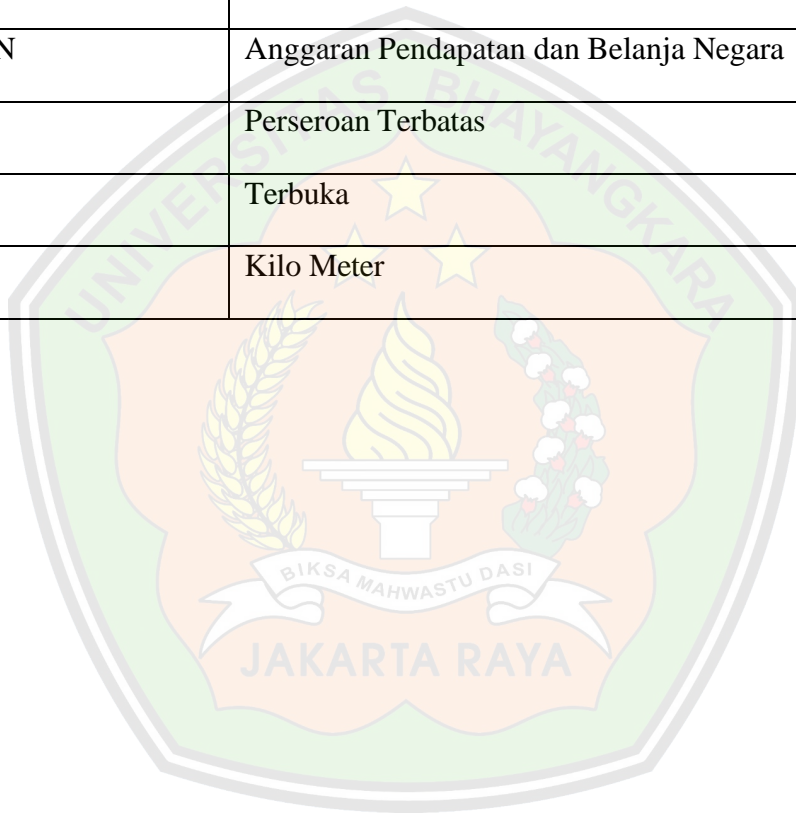 N
Anggaran Pendapatan dan Belanja Negara
Perseroan Terbatas
Terbuka
Kilo Meter
UNIVERSITAS BHAYANGKARA
BIKSA MAHWASTU DASI
JAKARTA RAYA